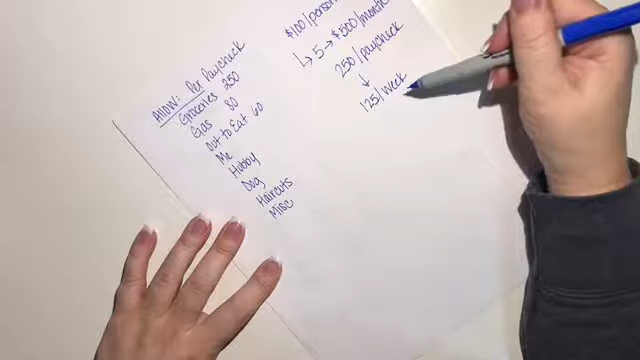 Allow: Per Paycheck
Groceries 250
Gas 80
Out to Eat 60
Me
Hubby
Dog
Haircuts
Misc
$100/person
↳ 5 → $500/month
250/paycheck
↓
125/week